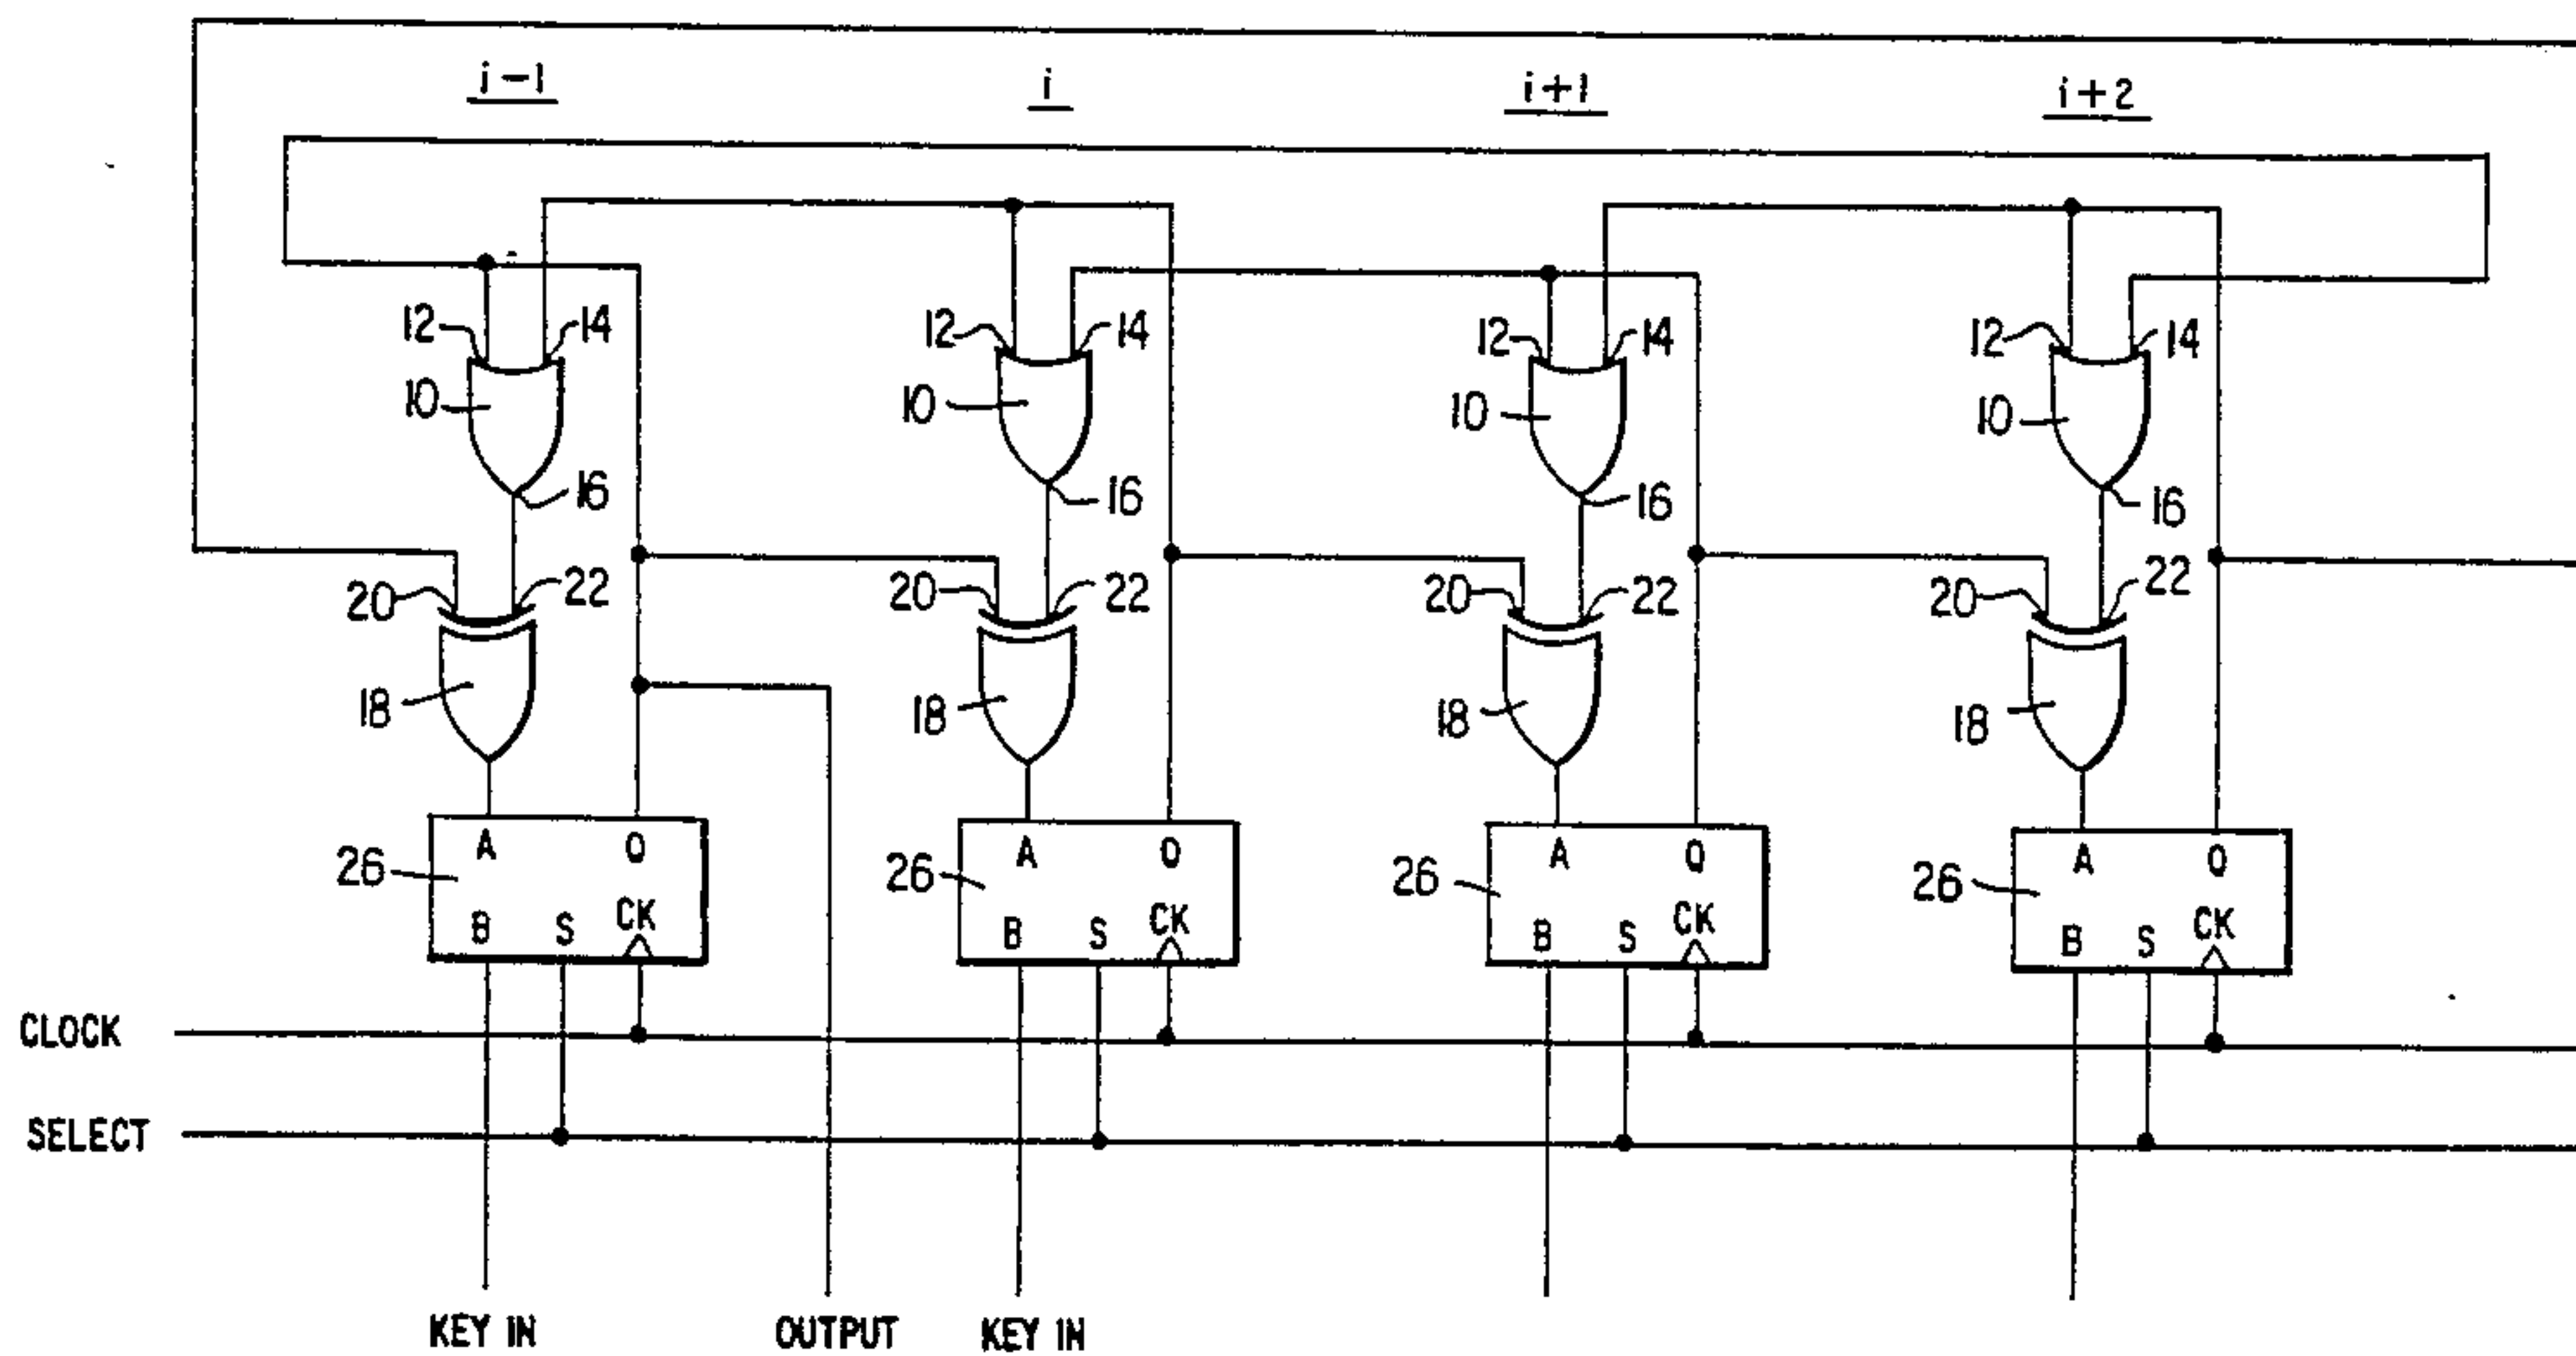 i-1 i i+1 i+2
12 14 12 14 12 14 12 14
10 10 10 10
16 16 16 16
20 22 20 22 20 22 20 22
18 18 18 18
A Q A Q A Q A Q
26 26 26 26
B S CK B S CK B S CK B S CK
CLOCK
SELECT
KEY IN OUTPUT KEY IN